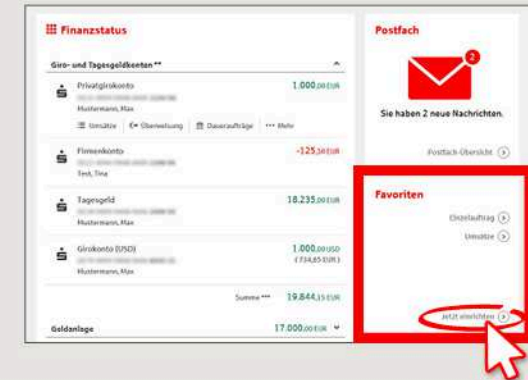 Finanzstatus
Giro- und Tagesgeldkonten **
Privatgirokonto 1.000,00 EUR
Mustermann, Max
Umsätze Überweisung Daueraufträge Mehr
Firmenkonto -125,50 EUR
Test, Tina
Tagesgeld 18.235,00 EUR
Mustermann, Max
Girokonto (USD) 1.000,00 USD
( 734,65 EUR )
Mustermann, Max
Summe *** 19.844,15 EUR
Geldanlage 17.000,00 EUR
Postfach
2
Sie haben 2 neue Nachrichten.
Postfach-Übersicht
Favoriten
Einzelauftrag
Umsätze
Jetzt einrichten